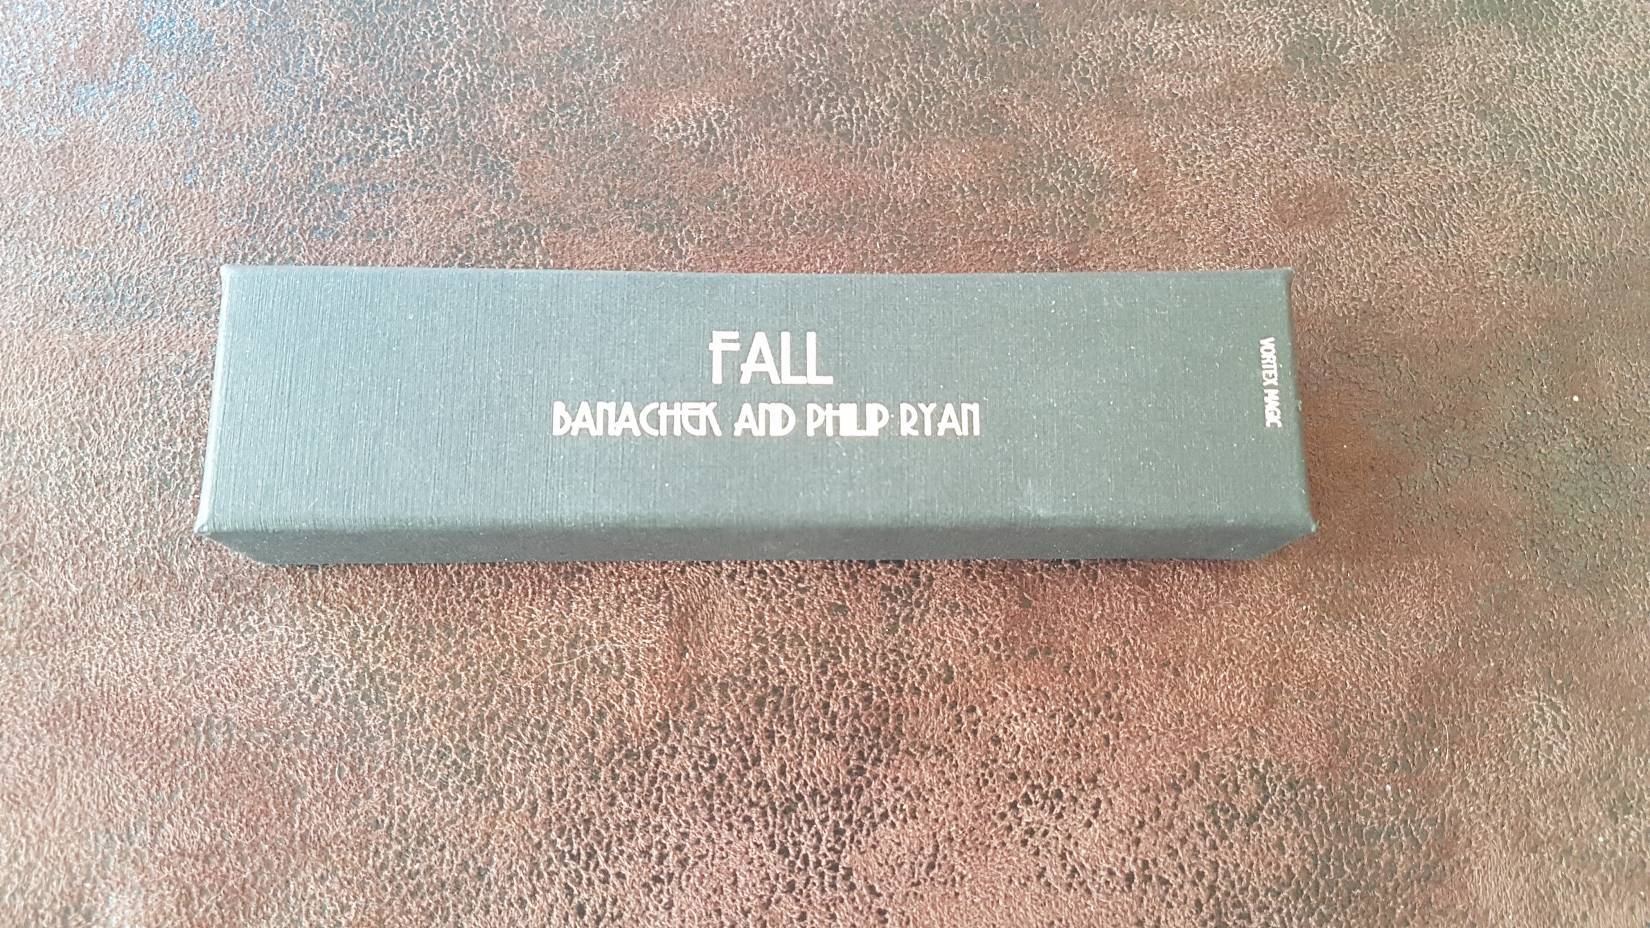 FALL
BANACHEK AND PHILIP RYAN
VORTEX MAGIC